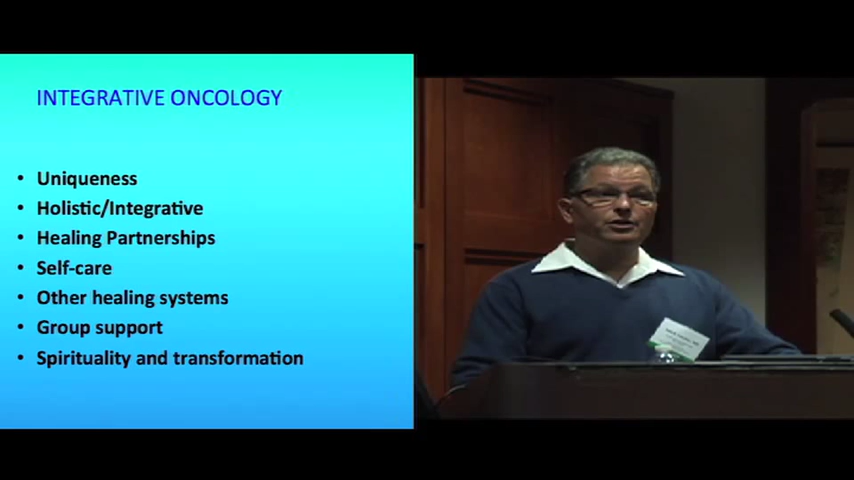 INTEGRATIVE ONCOLOGY
• Uniqueness
• Holistic/Integrative
• Healing Partnerships
• Self-care
• Other healing systems
• Group support
• Spirituality and transformation